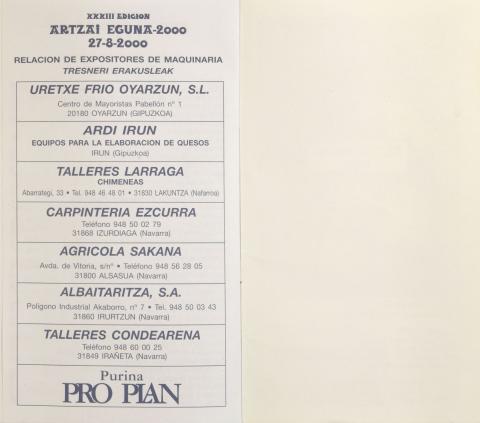 XXXIII EDICION
ARTZAI EGUNA-2000
27-8-2000
RELACION DE EXPOSITORES DE MAQUINARIA
TRESNERI ERAKUSLEAK
URETXE FRIO OYARZUN, S.L.
Centro de Mayoristas Pabellón nº 1
20180 OYARZUN (GIPUZKOA)
ARDI IRUN
EQUIPOS PARA LA ELABORACION DE QUESOS
IRUN (Gipuzkoa)
TALLERES LARRAGA
CHIMENEAS
Abarrategi, 33 • Tel. 948 46 48 01 • 31830 LAKUNTZA (Nafarroa)
CARPINTERIA EZCURRA
Teléfono 948 50 02 79
31868 IZURDIAGA (Navarra)
AGRICOLA SAKANA
Avda. de Vitoria, s/nº • Teléfono 948 56 28 05
31800 ALSASUA (Navarra)
ALBAITARITZA, S.A.
Polígono Industrial Akaborro, nº 7 • Tel. 948 50 03 43
31860 IRURTZUN (Navarra)
TALLERES CONDEARENA
Teléfono 948 60 00 25
31849 IRAÑETA (Navarra)
Purina
PRO PLAN